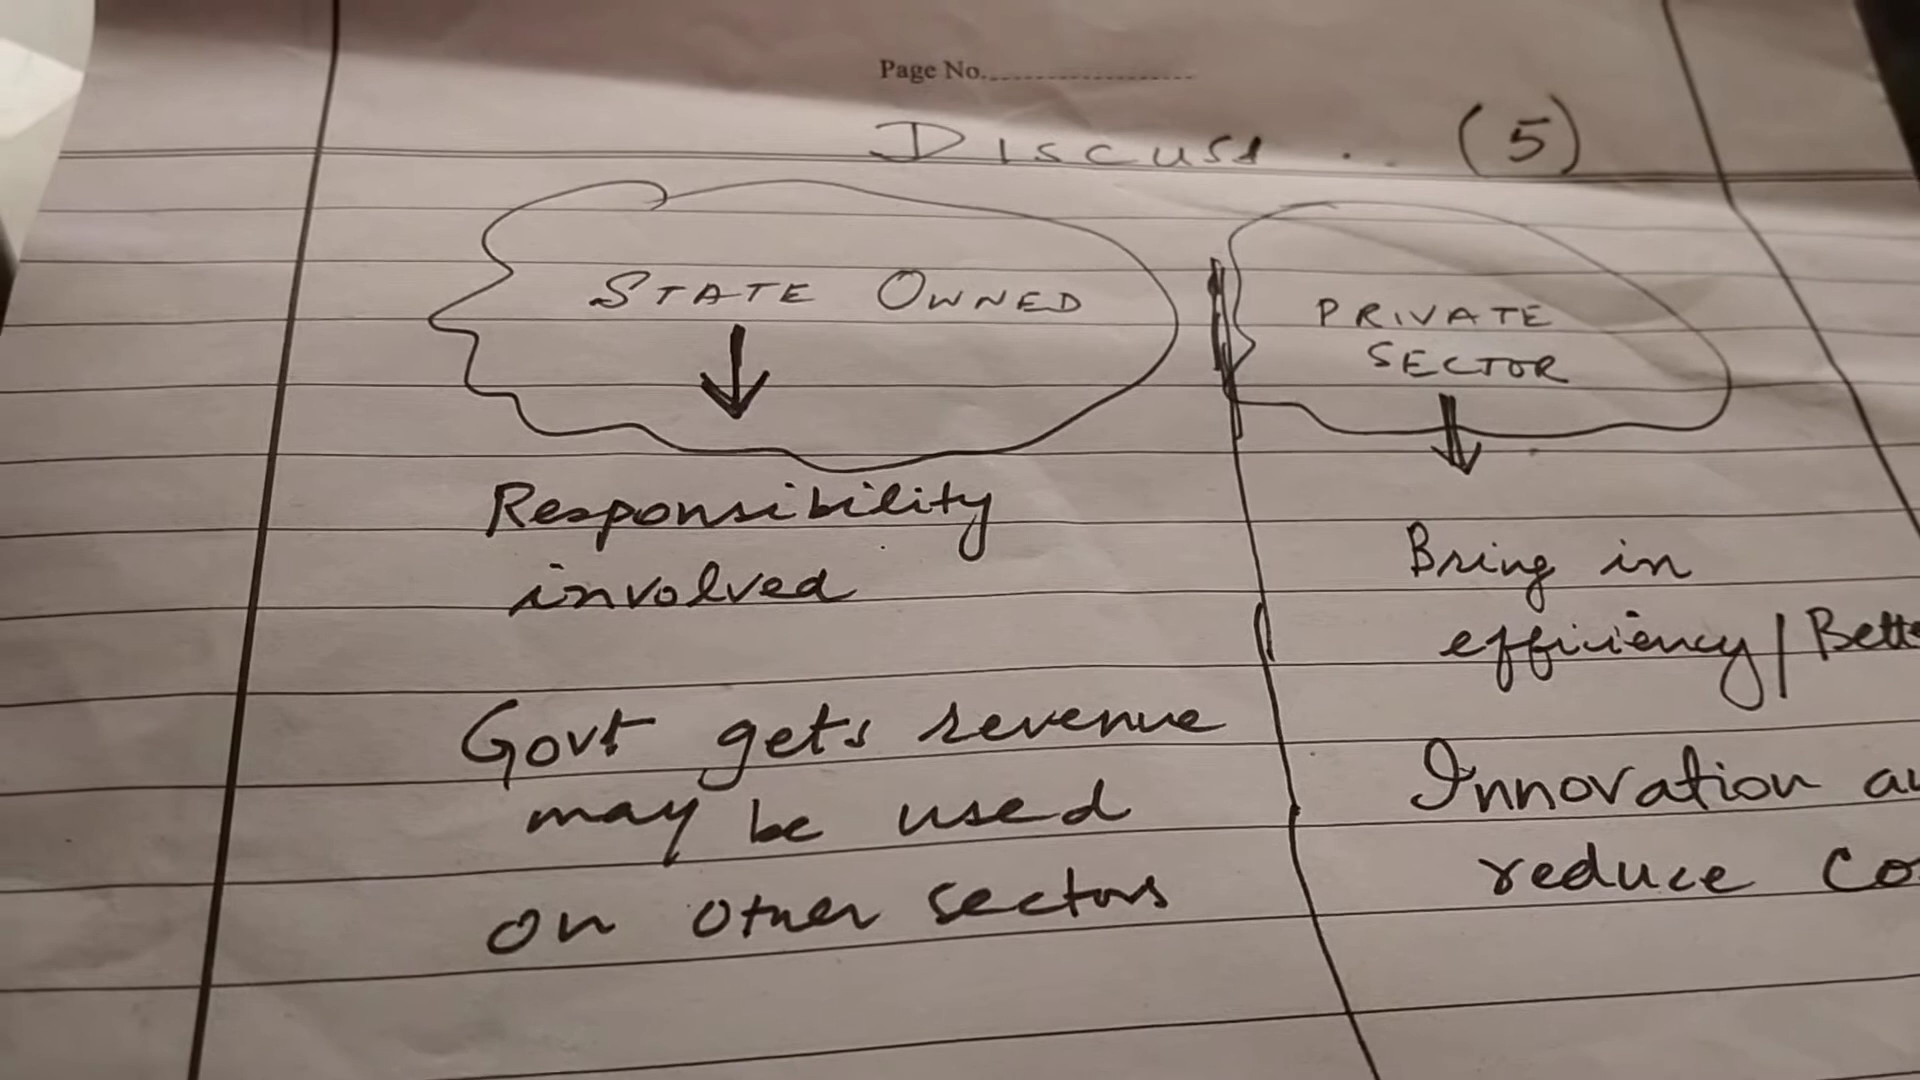 Page No.
Discuss .. (5)
STATE OWNED
Responsibility
involved
Govt gets revenue
may be used
on other sectors
PRIVATE
SECTOR
Bring in
efficiency/
Innovation
reduce